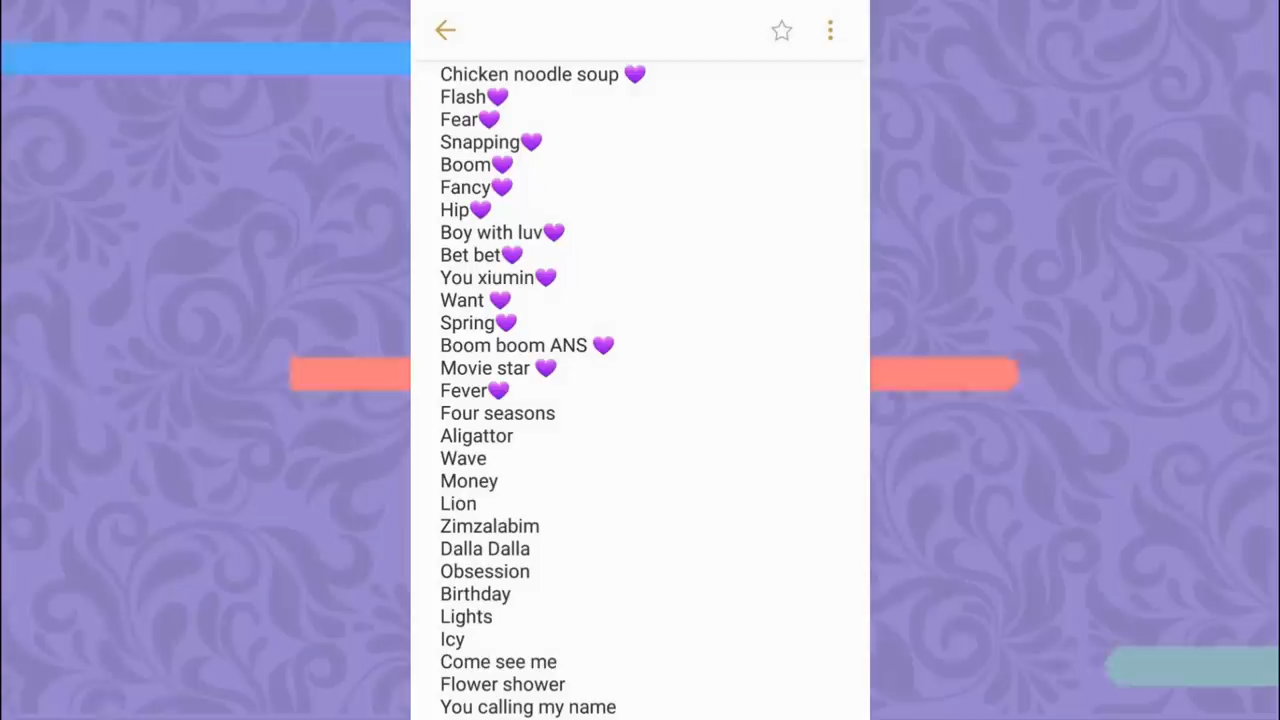 Chicken noodle soup 💜
Flash💜
Fear💜
Snapping💜
Boom💜
Fancy💜
Hip💜
Boy with luv💜
Bet bet💜
You xiumin💜
Want 💜
Spring💜
Boom boom ANS 💜
Movie star 💜
Fever💜
Four seasons
Aligattor
Wave
Money
Lion
Zimzalabim
Dalla Dalla
Obsession
Birthday
Lights
Icy
Come see me
Flower shower
You calling my name